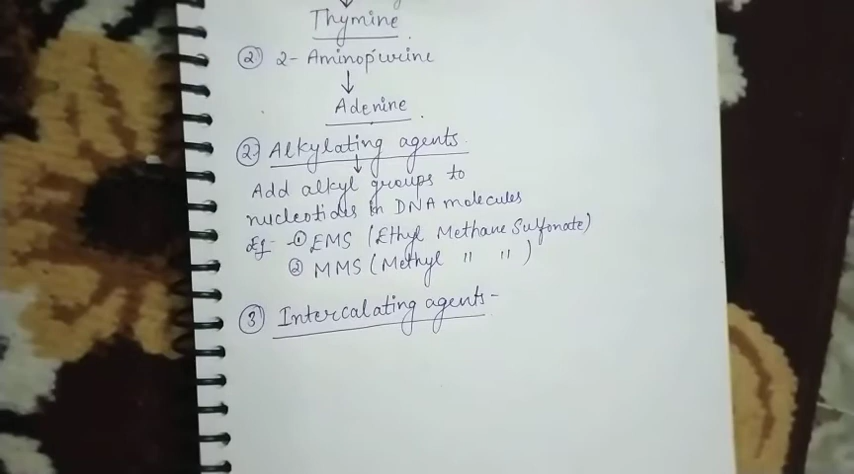 Thymine
② 2- Aminopurine
↓
Adenine.
② Alkylating agents.
↓
Add alkyl groups to
nucleotides in DNA molecules
Eg- -① EMS (Ethyl Methane Sulfonate)
② MMS (Methyl " " )
③ Intercalating agents-